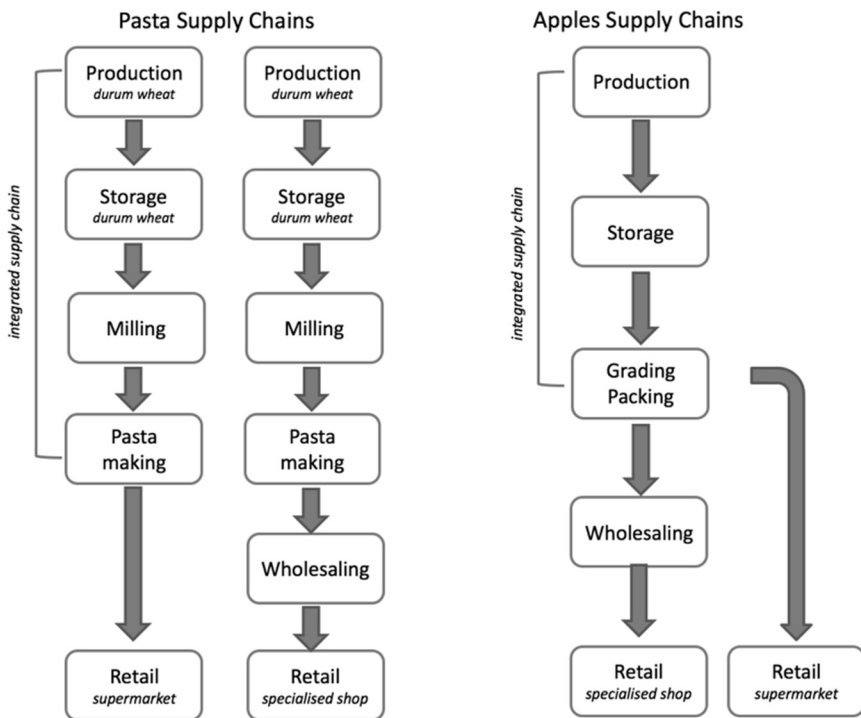 Pasta Supply Chains
integrated supply chain
Production
durum wheat
Storage
durum wheat
Milling
Pasta
making
Retail
supermarket
Production
durum wheat
Storage
durum wheat
Milling
Pasta
making
Wholesaling
Retail
specialised shop
Apples Supply Chains
integrated supply chain
Production
Storage
Grading
Packing
Wholesaling
Retail
specialised shop
Retail
supermarket